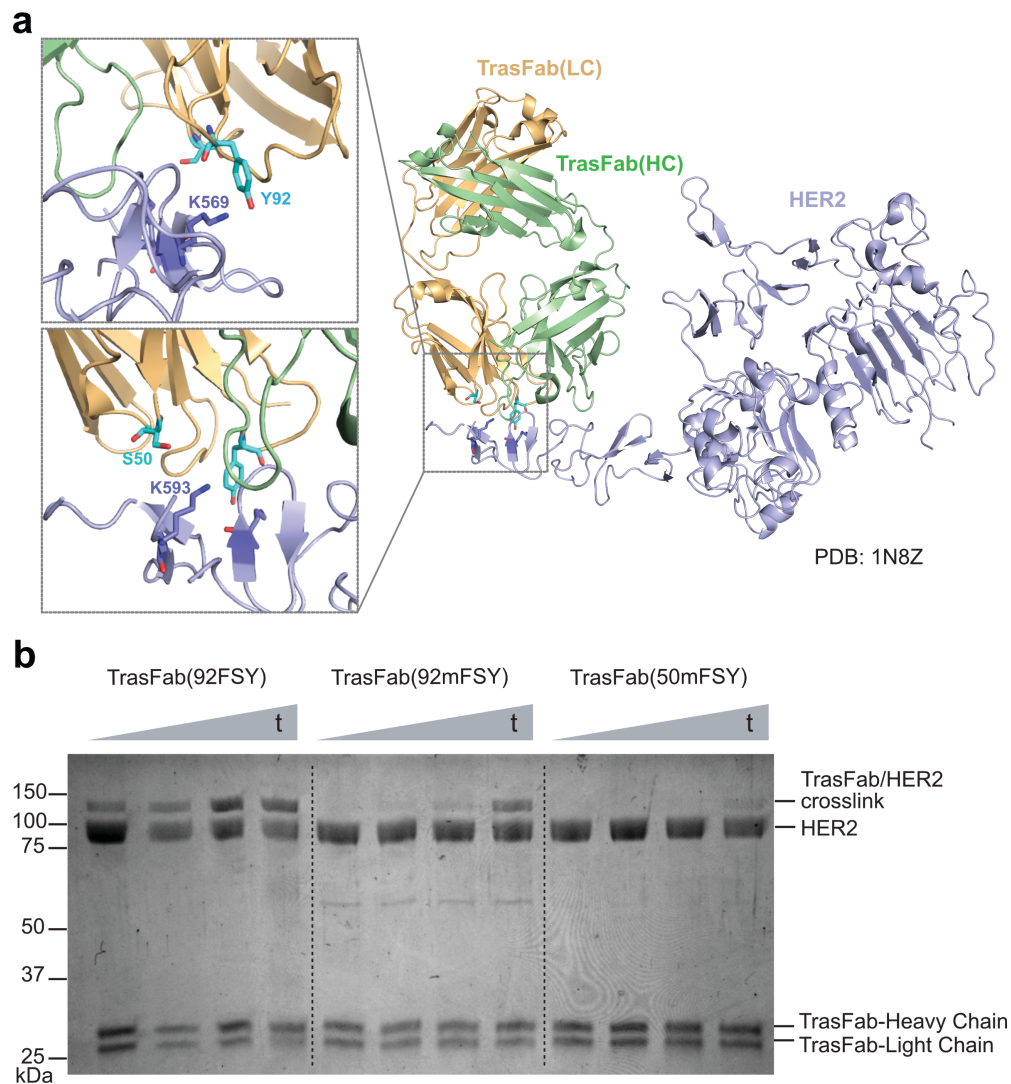 a
TrasFab(LC)
TrasFab(HC)
HER2
K569
Y92
S50
K593
PDB: 1N8Z
b
TrasFab(92FSY)
TrasFab(92mFSY)
TrasFab(50mFSY)
t
t
t
150
100
75
50
37
25
kDa
TrasFab/HER2
crosslink
HER2
TrasFab-Heavy Chain
TrasFab-Light Chain